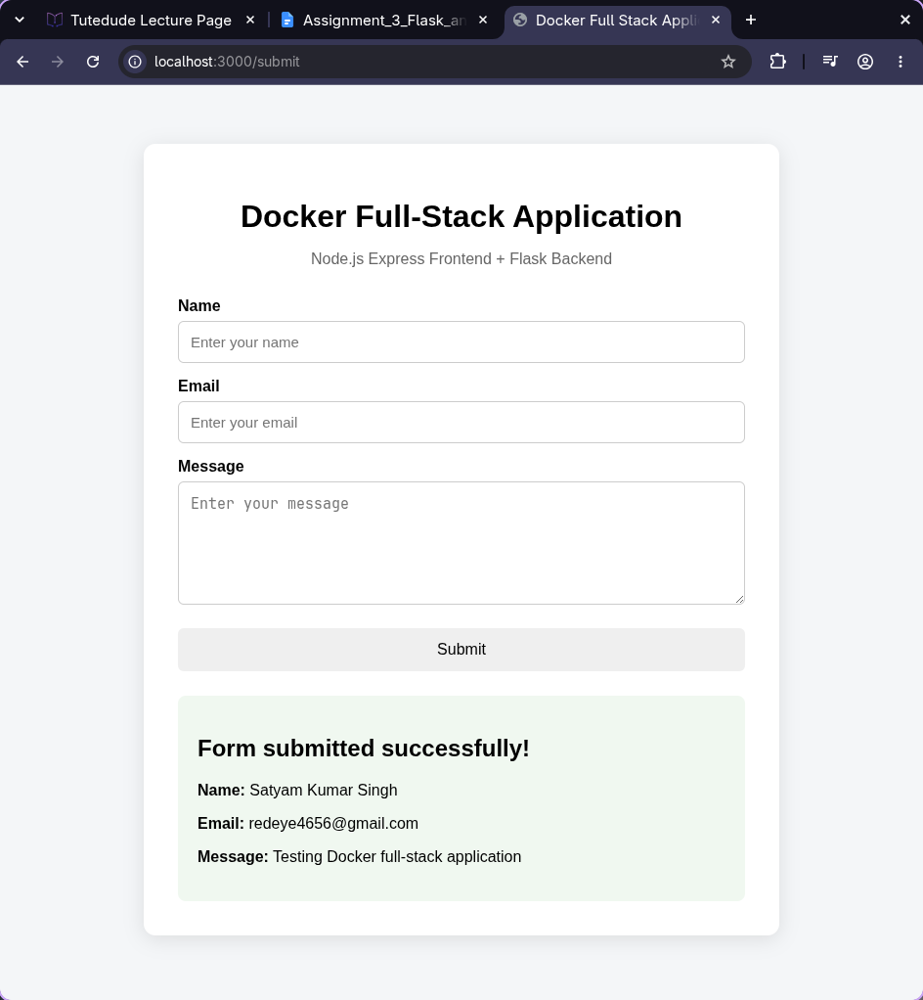 Tutedude Lecture Page
Assignment_3_Flask_an
Docker Full Stack Appli
localhost:3000/submit
Docker Full-Stack Application
Node.js Express Frontend + Flask Backend
Name
Enter your name
Email
Enter your email
Message
Enter your message
Submit
Form submitted successfully!
Name: Satyam Kumar Singh
Email: redeye4656@gmail.com
Message: Testing Docker full-stack application